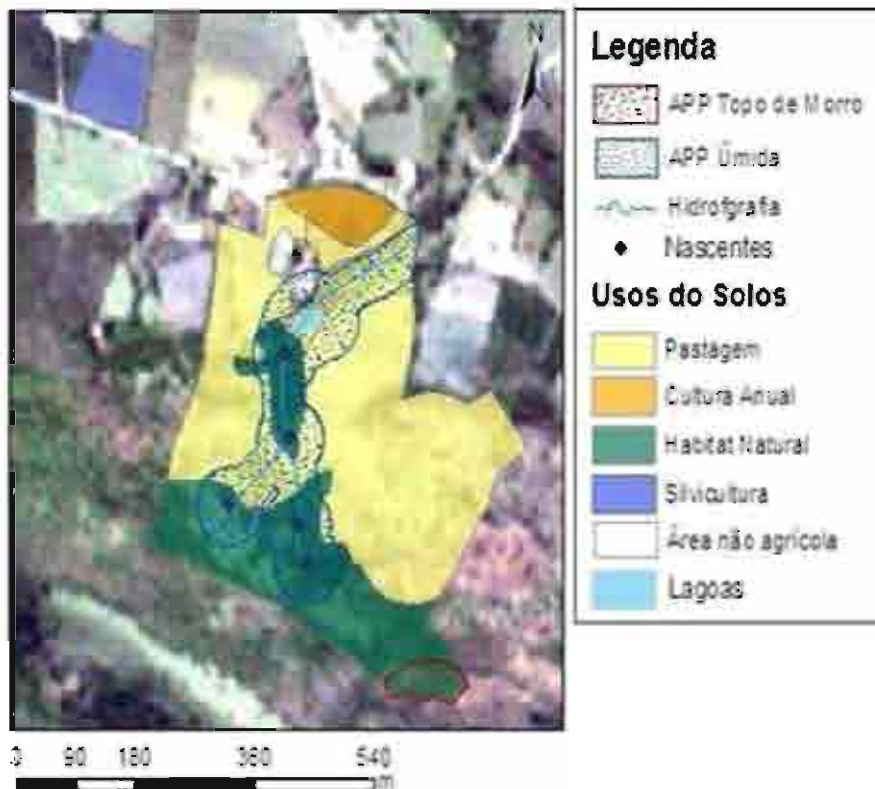 N
Legenda
APP Topo de Morro
APP Úmida
Hidrofgrafia
Nascentes
Usos do Solos
Pastagem
Cultura Anual
Habitat Natural
Silvicultura
Área não agrícola
Lagoas
0 90 180 360 540
m